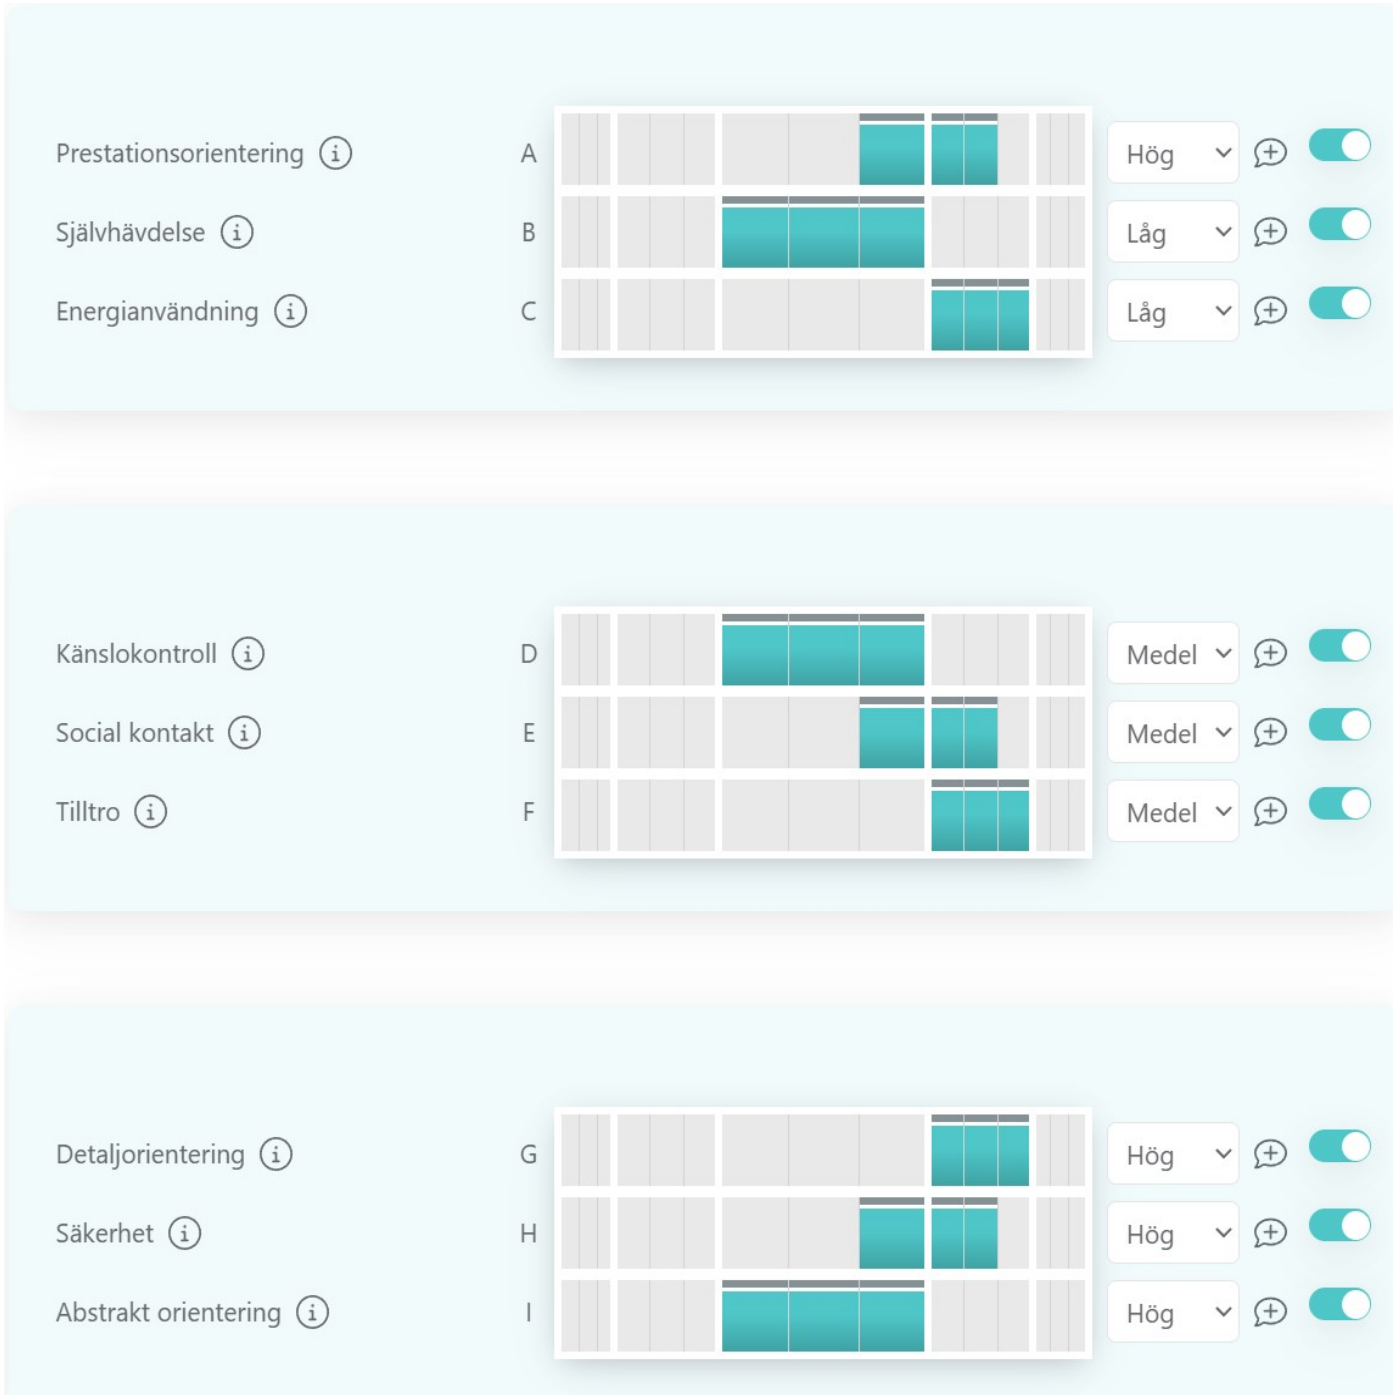 Prestationsorientering i A Hög
Självhävdelse i B Låg
Energianvändning i C Låg
Känslokontroll i D Medel
Social kontakt i E Medel
Tilltro i F Medel
Detaljorientering i G Hög
Säkerhet i H Hög
Abstrakt orientering i I Hög